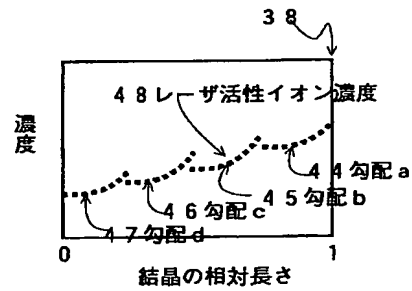 ３８
４８レーザ活性イオン濃度
濃度
４４勾配a
４５勾配b
４６勾配c
４７勾配d
0
1
結晶の相対長さ